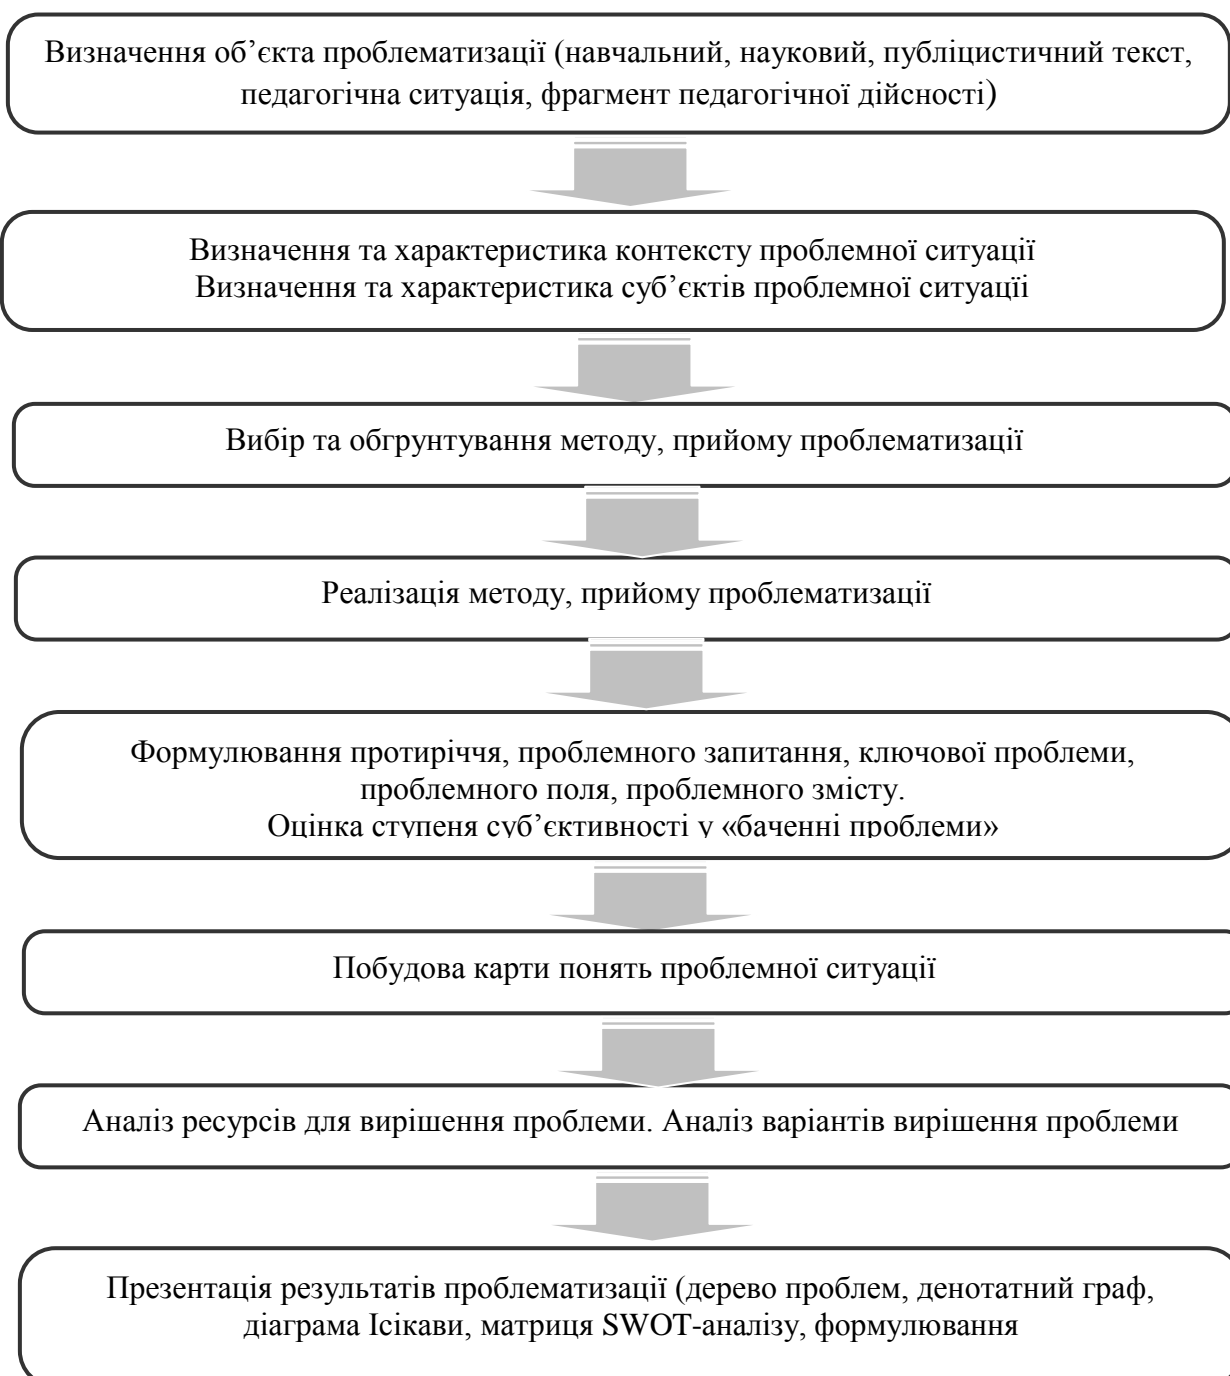 Визначення об’єкта проблематизації (навчальний, науковий, публіцистичний текст,
педагогічна ситуація, фрагмент педагогічної дійсності)
Визначення та характеристика контексту проблемної ситуації
Визначення та характеристика суб’єктів проблемної ситуації
Вибір та обгрунтування методу, прийому проблематизації
Реалізація методу, прийому проблематизації
Формулювання протиріччя, проблемного запитання, ключової проблеми,
проблемного поля, проблемного змісту.
Оцінка ступеня суб’єктивності у «баченні проблеми»
Побудова карти понять проблемної ситуації
Аналіз ресурсів для вирішення проблеми. Аналіз варіантів вирішення проблеми
Презентація результатів проблематизації (дерево проблем, денотатний граф,
діаграма Ісікави, матриця SWOT-аналізу, формулювання